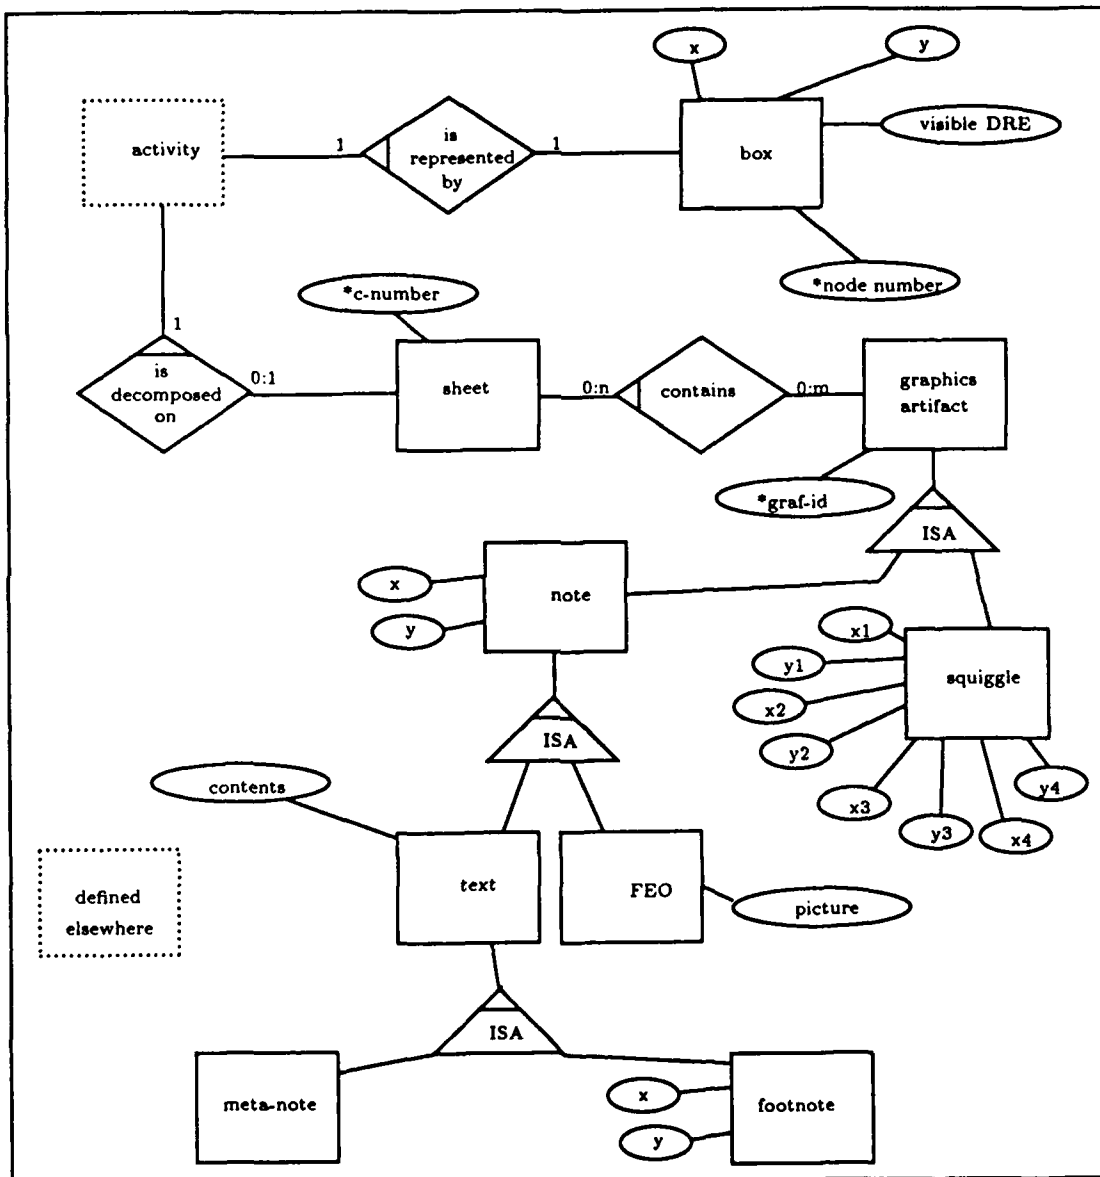 x
y
activity
1
is
represented
by
1
box
visible DRE
*node number
*c-number
1
is
decomposed
on
0:1
sheet
0:n
contains
0:m
graphics
artifact
*graf-id
ISA
x
note
y
x1
y1
squiggle
x2
y2
x3
y3
x4
y4
ISA
contents
text
FEO
picture
defined
elsewhere
ISA
meta-note
x
footnote
y